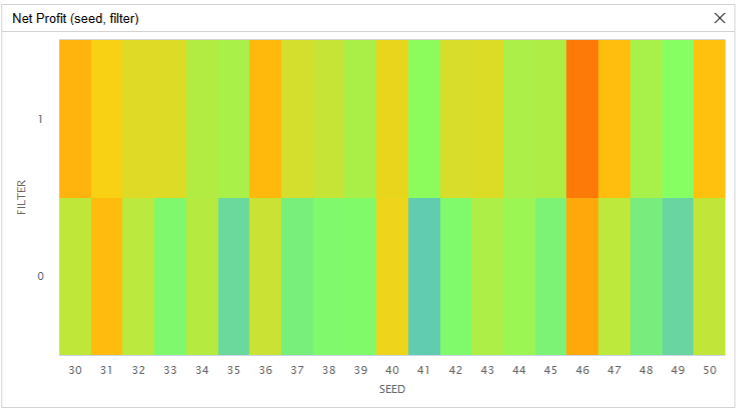 Net Profit (seed, filter)
1
FILTER
0
30 31 32 33 34 35 36 37 38 39 40 41 42 43 44 45 46 47 48 49 50
SEED